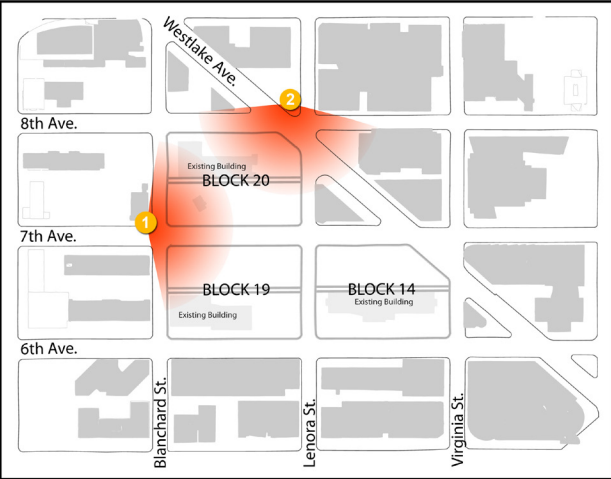 Westlake Ave.
2
8th Ave.
Existing Building
BLOCK 20
1
7th Ave.
BLOCK 19
BLOCK 14
Existing Building
Existing Building
6th Ave.
Blanchard St.
Lenora St.
Virginia St.